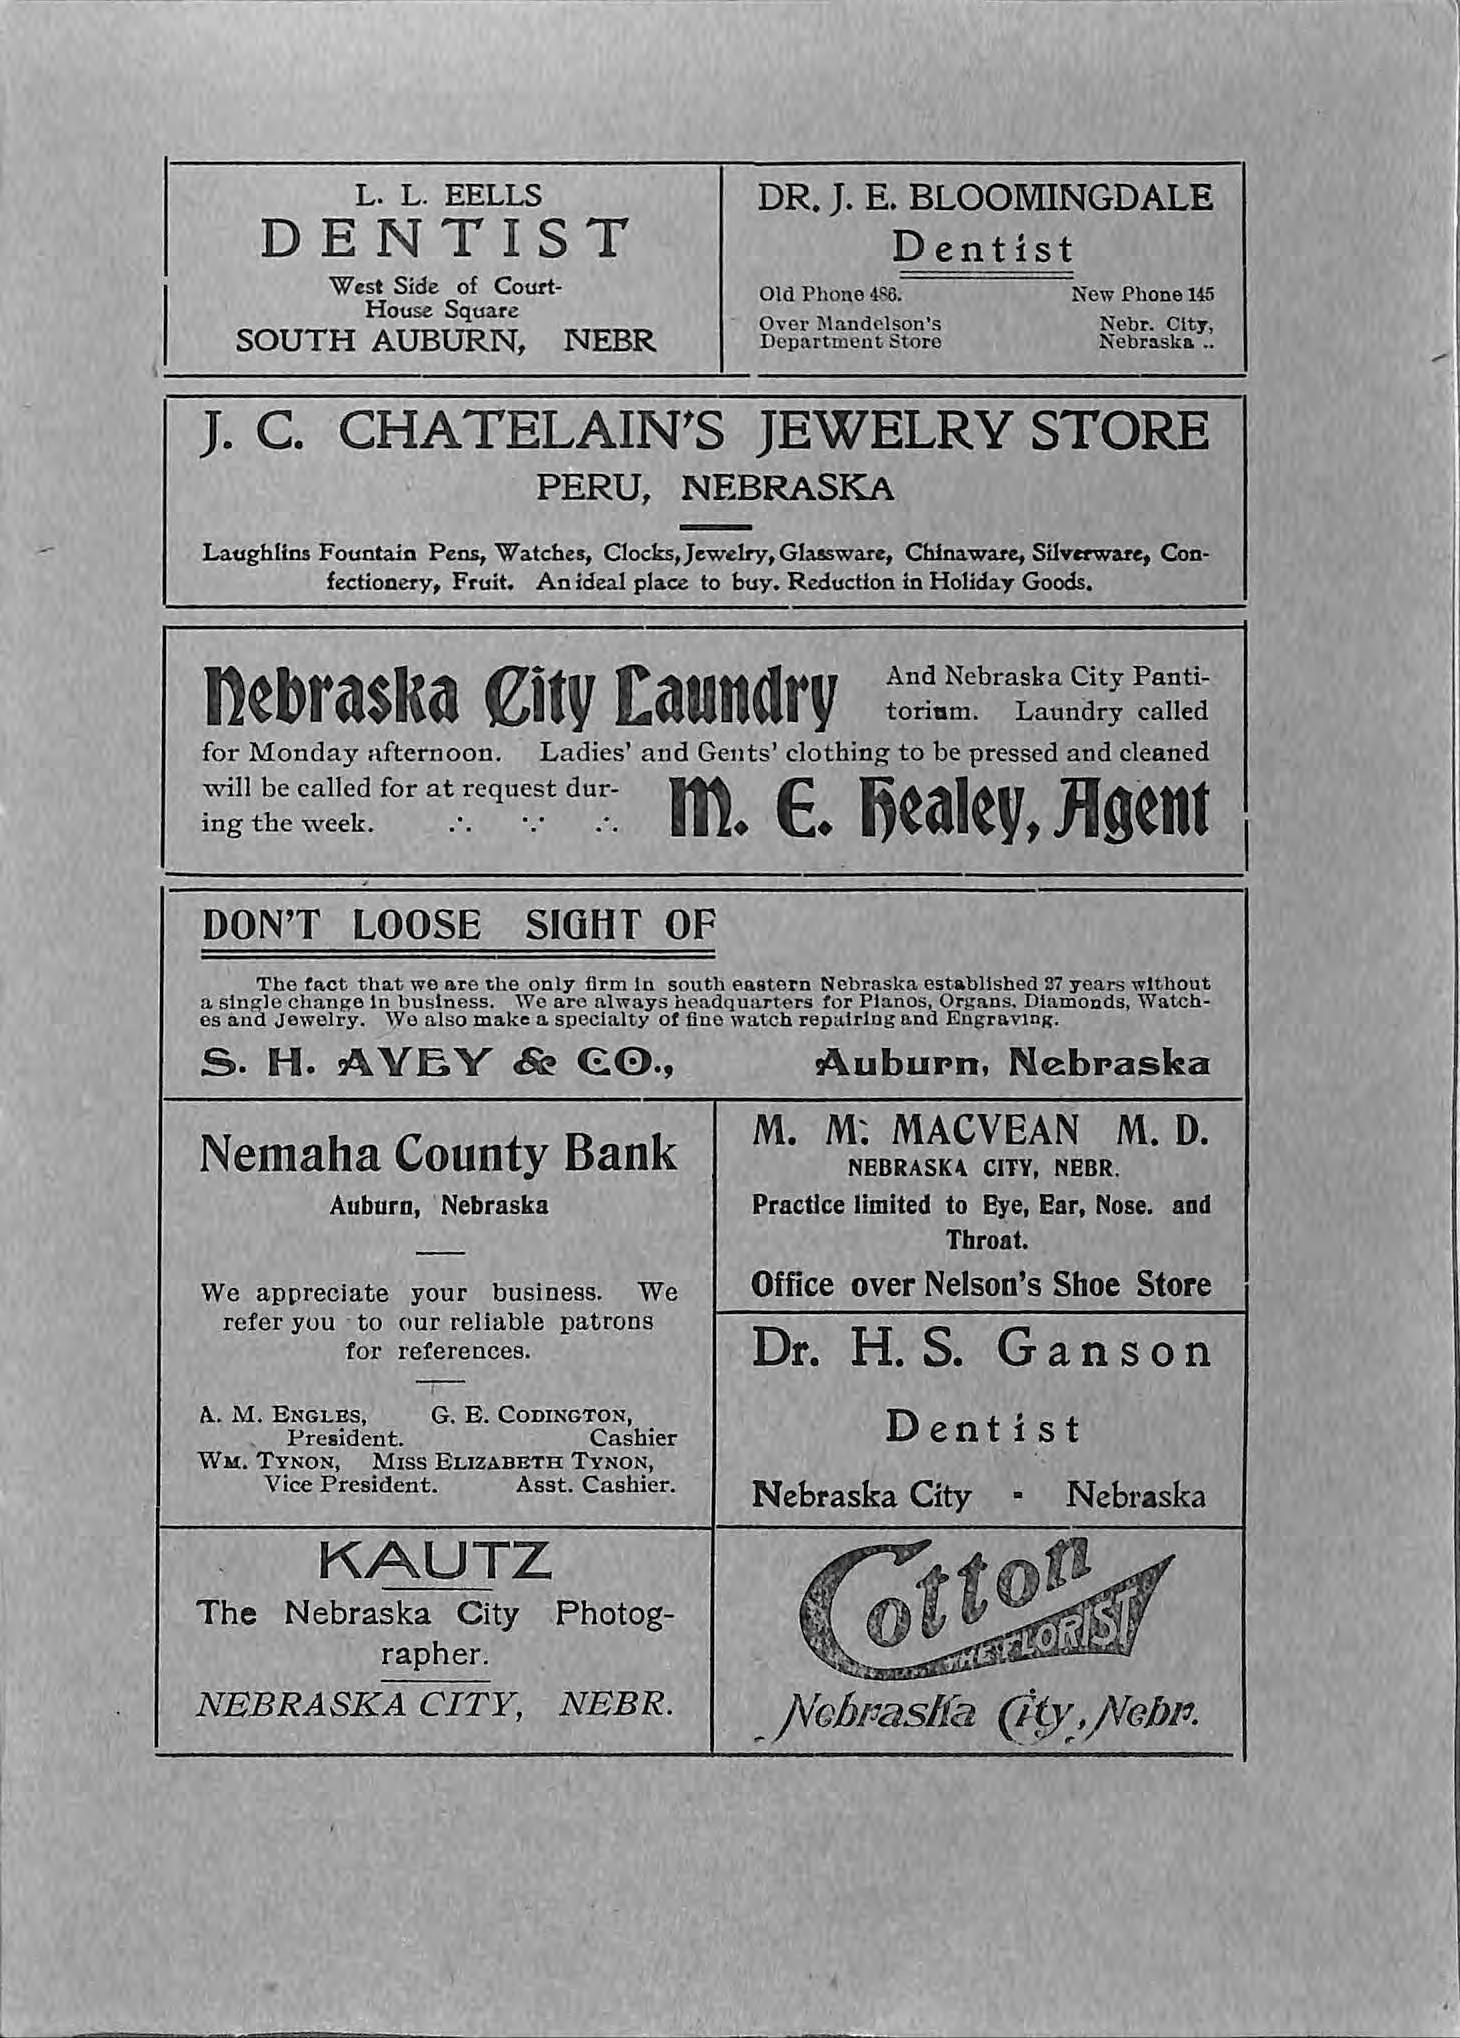 L. L. EELLS
DENTIST
West Side of Court-
House Square
SOUTH AUBURN, NEBR
DR. J. E. BLOOMINGDALE
Dentist
Old Phone 486. New Phone 145
Over Mandelson's Nebr. City,
Department Store Nebraska ..
J. C. CHATELAIN'S JEWELRY STORE
PERU, NEBRASKA
Laughlins Fountain Pens, Watches, Clocks, Jewelry, Glassware, Chinaware, Silverware, Con-
fectionery, Fruit. An ideal place to buy. Reduction in Holiday Goods.
Nebraska City Laundry And Nebraska City Panti-
torium. Laundry called
for Monday afternoon. Ladies' and Gents' clothing to be pressed and cleaned
will be called for at request dur-
ing the week. ∴ ∵ ∴ M. E. Healey, Agent
DON'T LOOSE SIGHT OF
The fact that we are the only firm in south eastern Nebraska established 27 years without
a single change in business. We are always headquarters for Pianos, Organs, Diamonds, Watch-
es and Jewelry. We also make a specialty of fine watch repairing and Engraving.
S. H. AVEY & CO., Auburn, Nebraska
Nemaha County Bank
Auburn, Nebraska
We appreciate your business. We
refer you to our reliable patrons
for references.
A. M. ENGLES, G. E. CODINGTON,
President. Cashier
WM. TYNON, MISS ELIZABETH TYNON,
Vice President. Asst. Cashier.
M. M: MACVEAN M. D.
NEBRASKA CITY, NEBR.
Practice limited to Eye, Ear, Nose. and
Throat.
Office over Nelson's Shoe Store
Dr. H. S. Ganson
Dentist
Nebraska City - Nebraska
KAUTZ
The Nebraska City Photog-
rapher.
NEBRASKA CITY, NEBR.
Cotton
THE FLORIST
Nebraska City, Nebr.